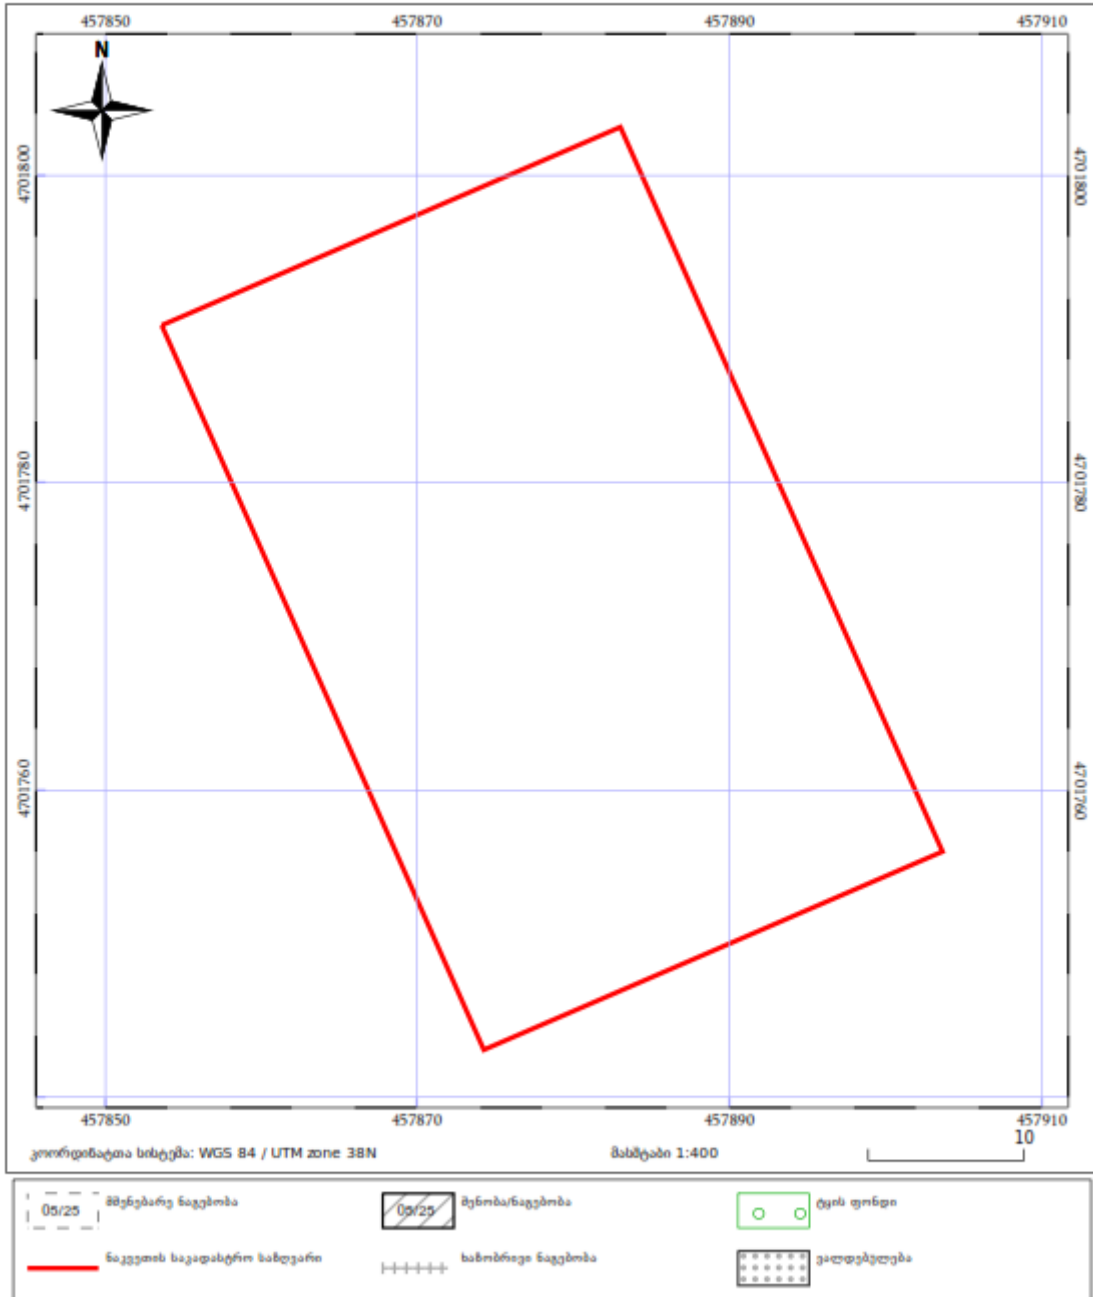 457850 457870 457890 457910
N
4701800 4701800
4701780 4701780
4701760 4701760
457850 457870 457890 457910
კოორდინატთა სისტემა: WGS 84 / UTM zone 38N მასშტაბი 1:400 10
05/25 მშენებარე ნაგებობა 05/25 შენობა/ნაგებობა ტყის ფონდი
ნაკვეთის საკადასტრო საზღვარი ხაზობრივი ნაგებობა ვალდებულება